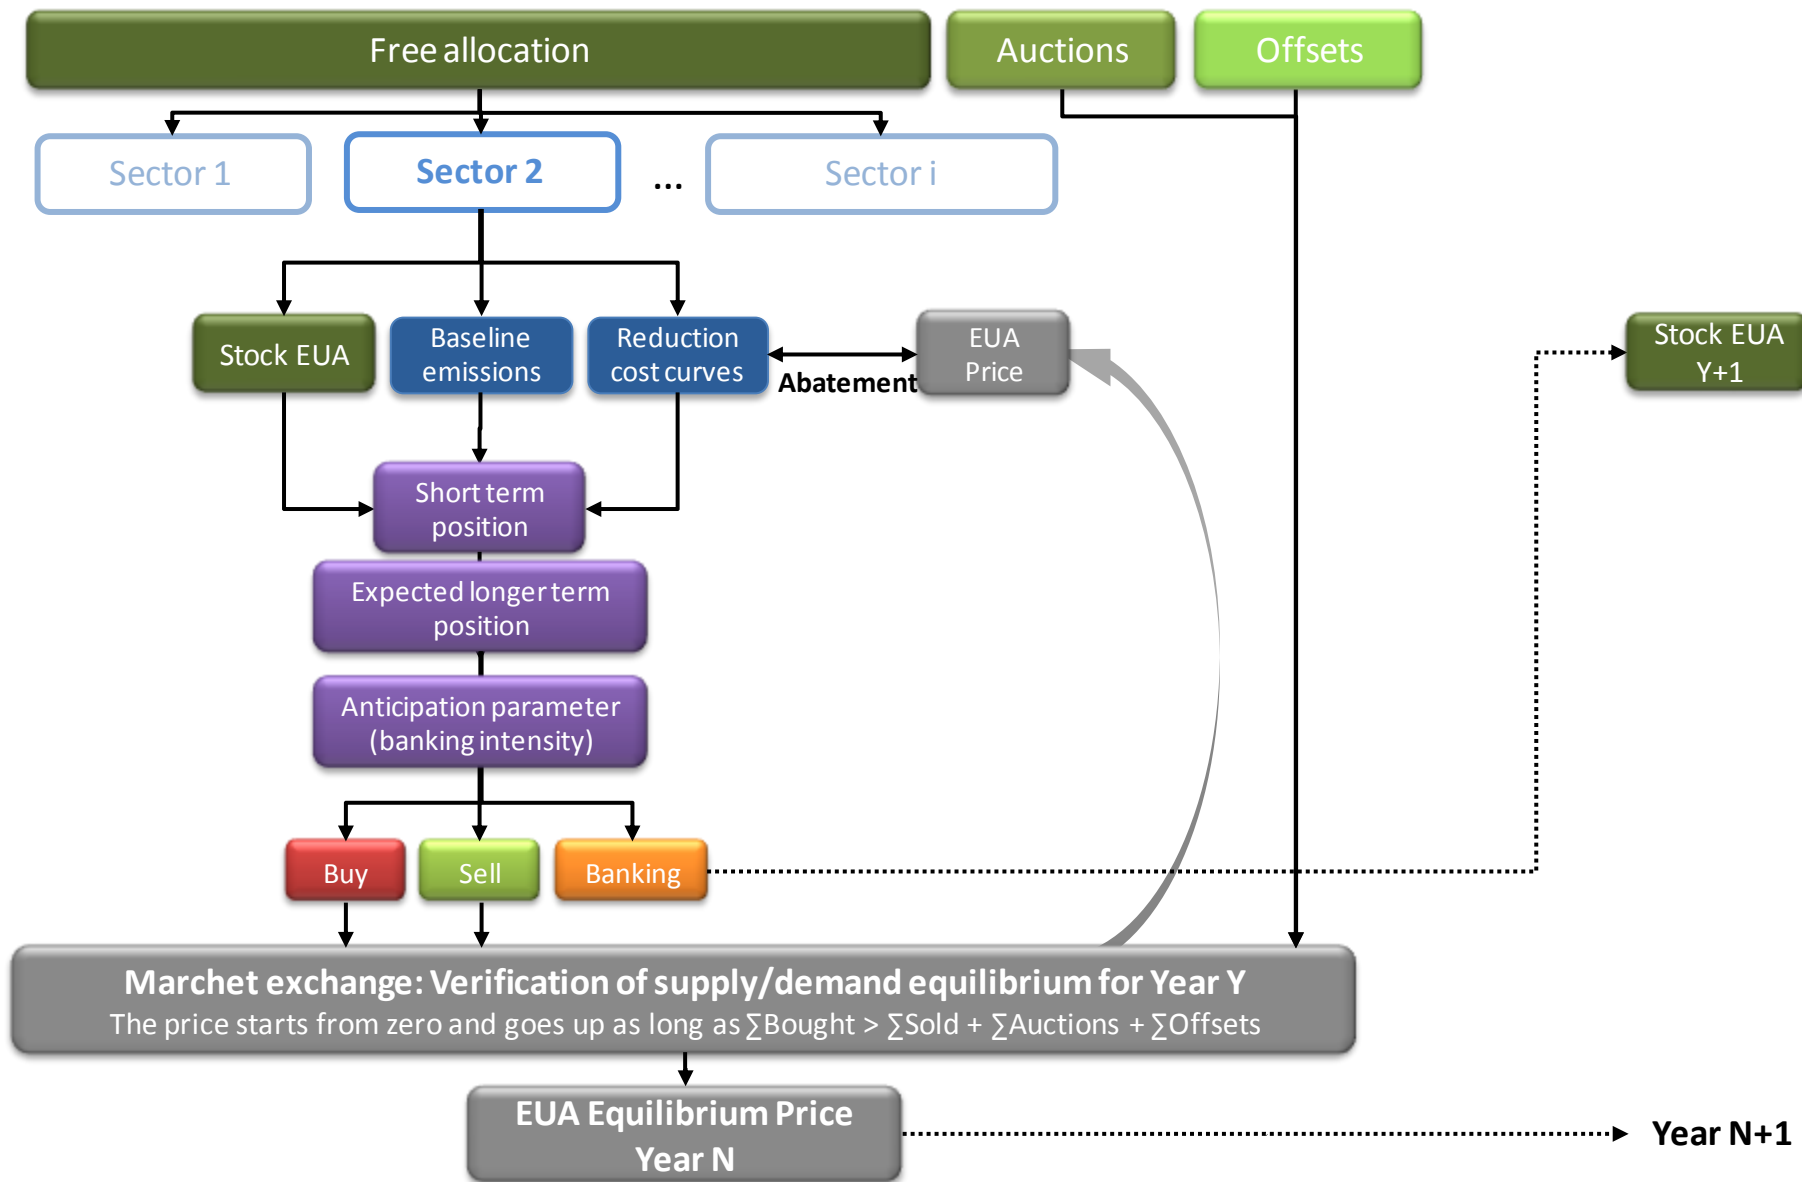 Free allocation
Auctions
Offsets
Sector 1
Sector 2
...
Sector i
Stock EUA
Baseline
emissions
Reduction
cost curves
Abatement
EUA
Price
Stock EUA
Y+1
Short term
position
Expected longer term
position
Anticipation parameter
(banking intensity)
Buy
Sell
Banking
Marchet exchange: Verification of supply/demand equilibrium for Year Y
The price starts from zero and goes up as long as ∑Bought > ∑Sold + ∑Auctions + ∑Offsets
EUA Equilibrium Price
Year N
Year N+1